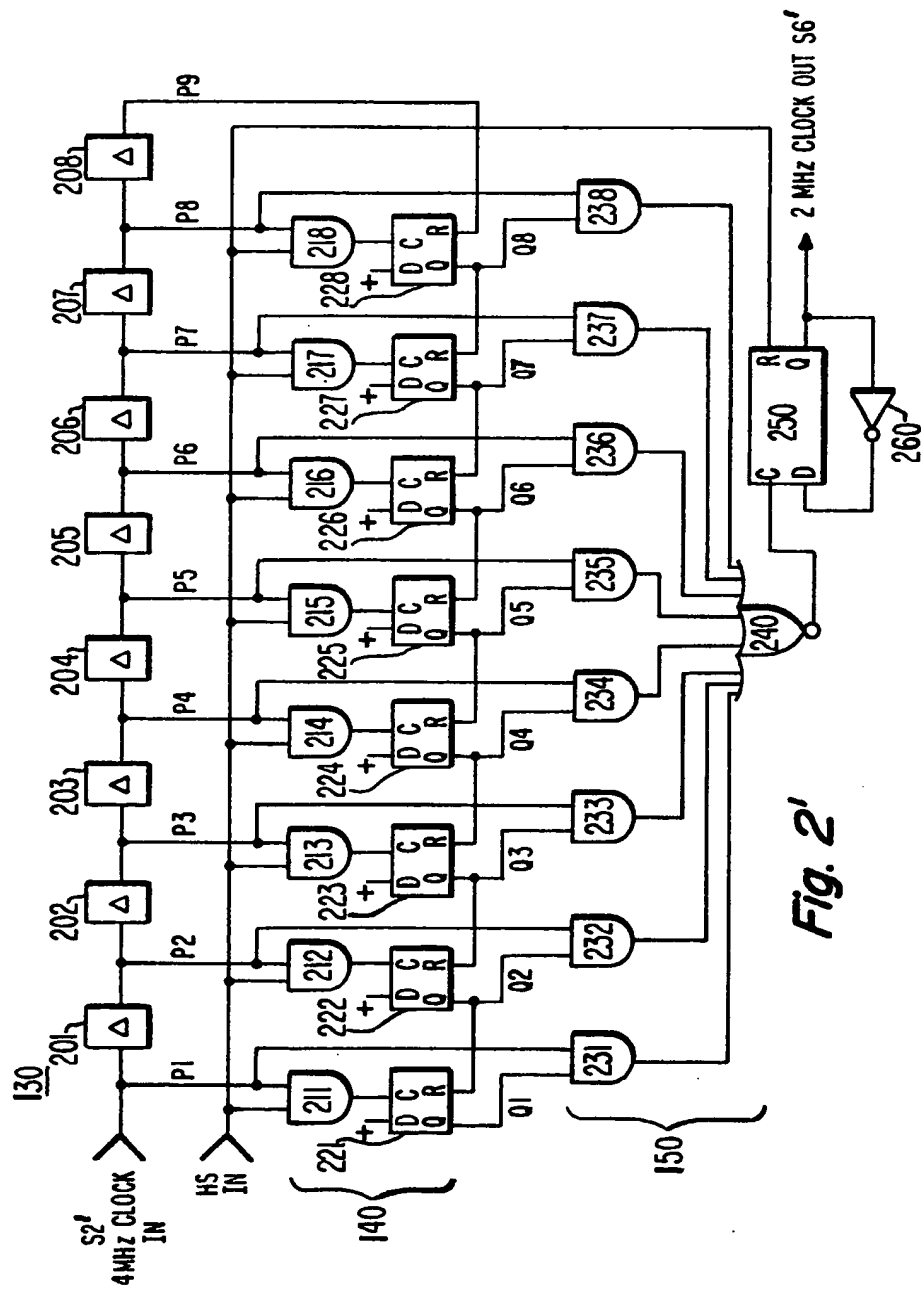 130
201 202 203 204 205 206 207 208
Δ Δ Δ Δ Δ Δ Δ Δ
S2'
4MHz CLOCK
IN
P1 P2 P3 P4 P5 P6 P7 P8 P9
HS
IN
211 212 213 214 215 216 217 218
140
+ + + + + + + +
221 222 223 224 225 226 227 228
D C D C D C D C D C D C D C D C
Q R Q R Q R Q R Q R Q R Q R Q R
Q1 Q2 Q3 Q4 Q5 Q6 Q7 Q8
150
231 232 233 234 235 236 237 238
240
C R
250
D Q
2 MHz CLOCK OUT S6'
260
Fig. 2'